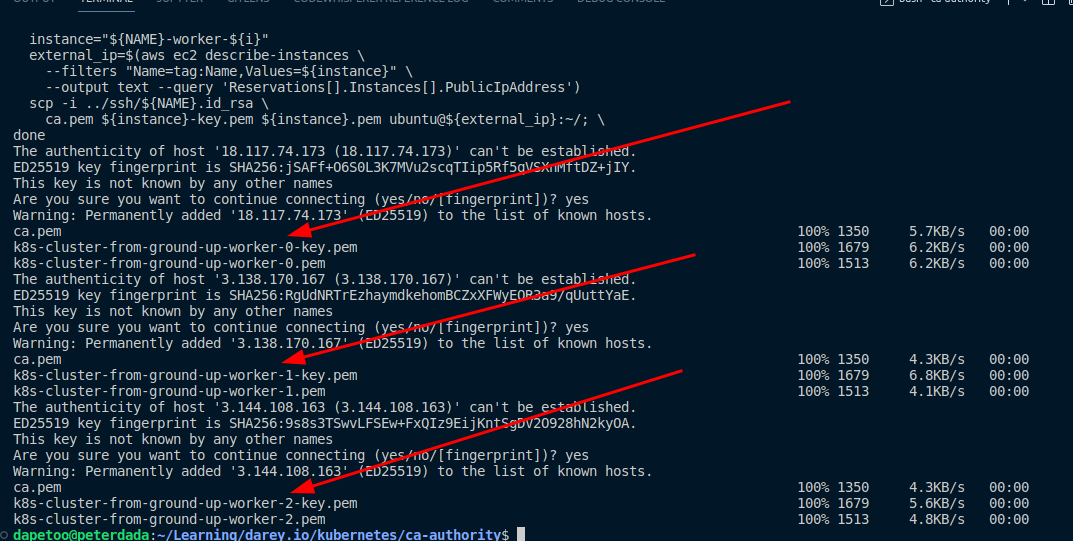 OUTPUT TERMINAL JUPYTER GITLENS CODEWHISPERER REFERENCE LOG COMMENTS DEBUG CONSOLE bash - ca-authority
instance="${NAME}-worker-${i}"
external_ip=$(aws ec2 describe-instances \
--filters "Name=tag:Name,Values=${instance}" \
--output text --query 'Reservations[].Instances[].PublicIpAddress')
scp -i ../ssh/${NAME}.id_rsa \
ca.pem ${instance}-key.pem ${instance}.pem ubuntu@${external_ip}:~/; \
done
The authenticity of host '18.117.74.173 (18.117.74.173)' can't be established.
ED25519 key fingerprint is
This key is not known by any other names
Are you sure you want to continue connecting (yes/no/[fingerprint])? yes
Warning: Permanently added '18.117.74.173' (ED25519) to the list of known hosts.
ca.pem 100% 1350 5.7KB/s 00:00
k8s-cluster-from-ground-up-worker-0-key.pem 100% 1679 6.2KB/s 00:00
k8s-cluster-from-ground-up-worker-0.pem 100% 1513 6.2KB/s 00:00
The authenticity of host '3.138.170.167 (3.138.170.167)' can't be established.
ED25519 key fingerprint is
This key is not known by any other names
Are you sure you want to continue connecting (yes/no/[fingerprint])? yes
Warning: Permanently added '3.138.170.167' (ED25519) to the list of known hosts.
ca.pem 100% 1350 4.3KB/s 00:00
k8s-cluster-from-ground-up-worker-1-key.pem 100% 1679 6.8KB/s 00:00
k8s-cluster-from-ground-up-worker-1.pem 100% 1513 4.1KB/s 00:00
The authenticity of host '3.144.108.163 (3.144.108.163)' can't be established.
ED25519 key fingerprint is
This key is not known by any other names
Are you sure you want to continue connecting (yes/no/[fingerprint])? yes
Warning: Permanently added '3.144.108.163' (ED25519) to the list of known hosts.
ca.pem 100% 1350 4.3KB/s 00:00
k8s-cluster-from-ground-up-worker-2-key.pem 100% 1679 5.6KB/s 00:00
k8s-cluster-from-ground-up-worker-2.pem 100% 1513 4.8KB/s 00:00
dapetoo@peterdada:~/Learning/darey.io/kubernetes/ca-authority$